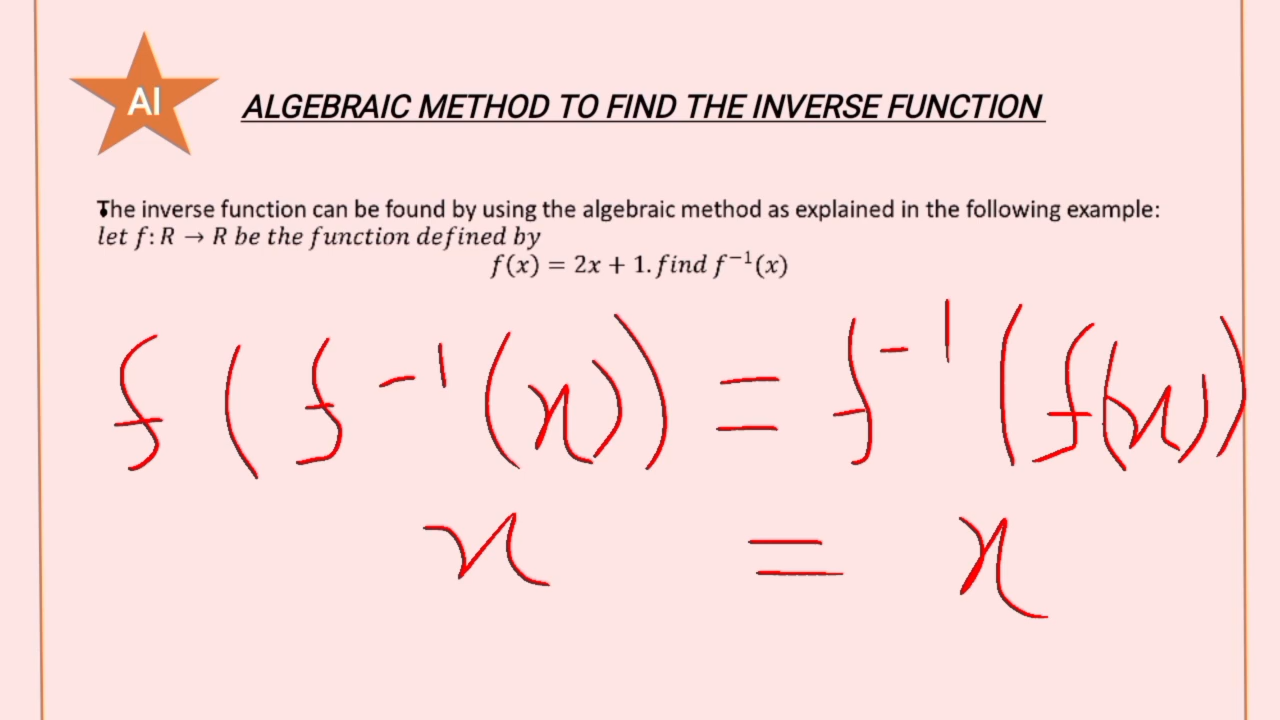 AI
ALGEBRAIC METHOD TO FIND THE INVERSE FUNCTION
The inverse function can be found by using the algebraic method as explained in the following example:
let f: R → R be the function defined by
f(x) = 2x + 1. find f⁻¹(x)
f(f⁻¹(x)) = f⁻¹(f(x))
x = x